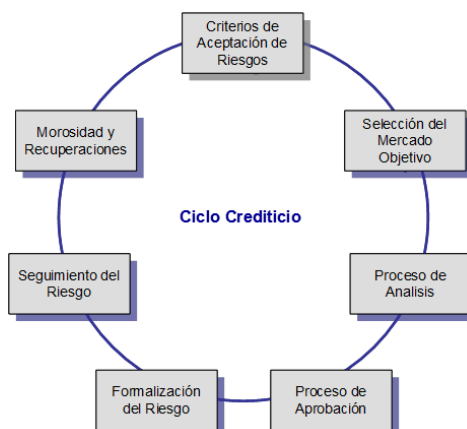 Criterios de
Aceptación de
Riesgos
Selección del
Mercado
Objetivo
Proceso de
Analisis
Proceso de
Aprobación
Formalización
del Riesgo
Seguimiento del
Riesgo
Morosidad y
Recuperaciones
Ciclo Crediticio